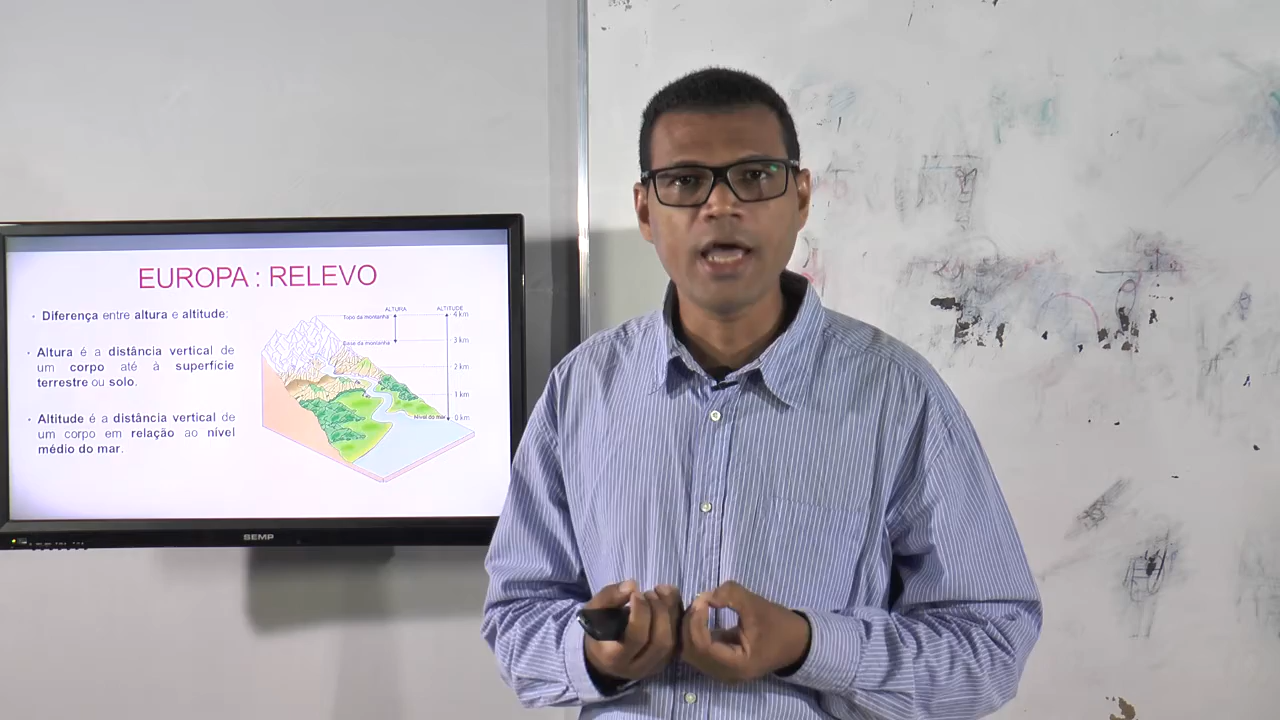 EUROPA : RELEVO
• Diferença entre altura e altitude:
• Altura é a distância vertical de
um corpo até à superfície
terrestre ou solo.
• Altitude é a distância vertical de
um corpo em relação ao nível
médio do mar.
ALTURA
ALTITUDE
Topo da montanha
4 km
Base da montanha
3 km
2 km
1 km
Nível do mar
0 km
SEMP